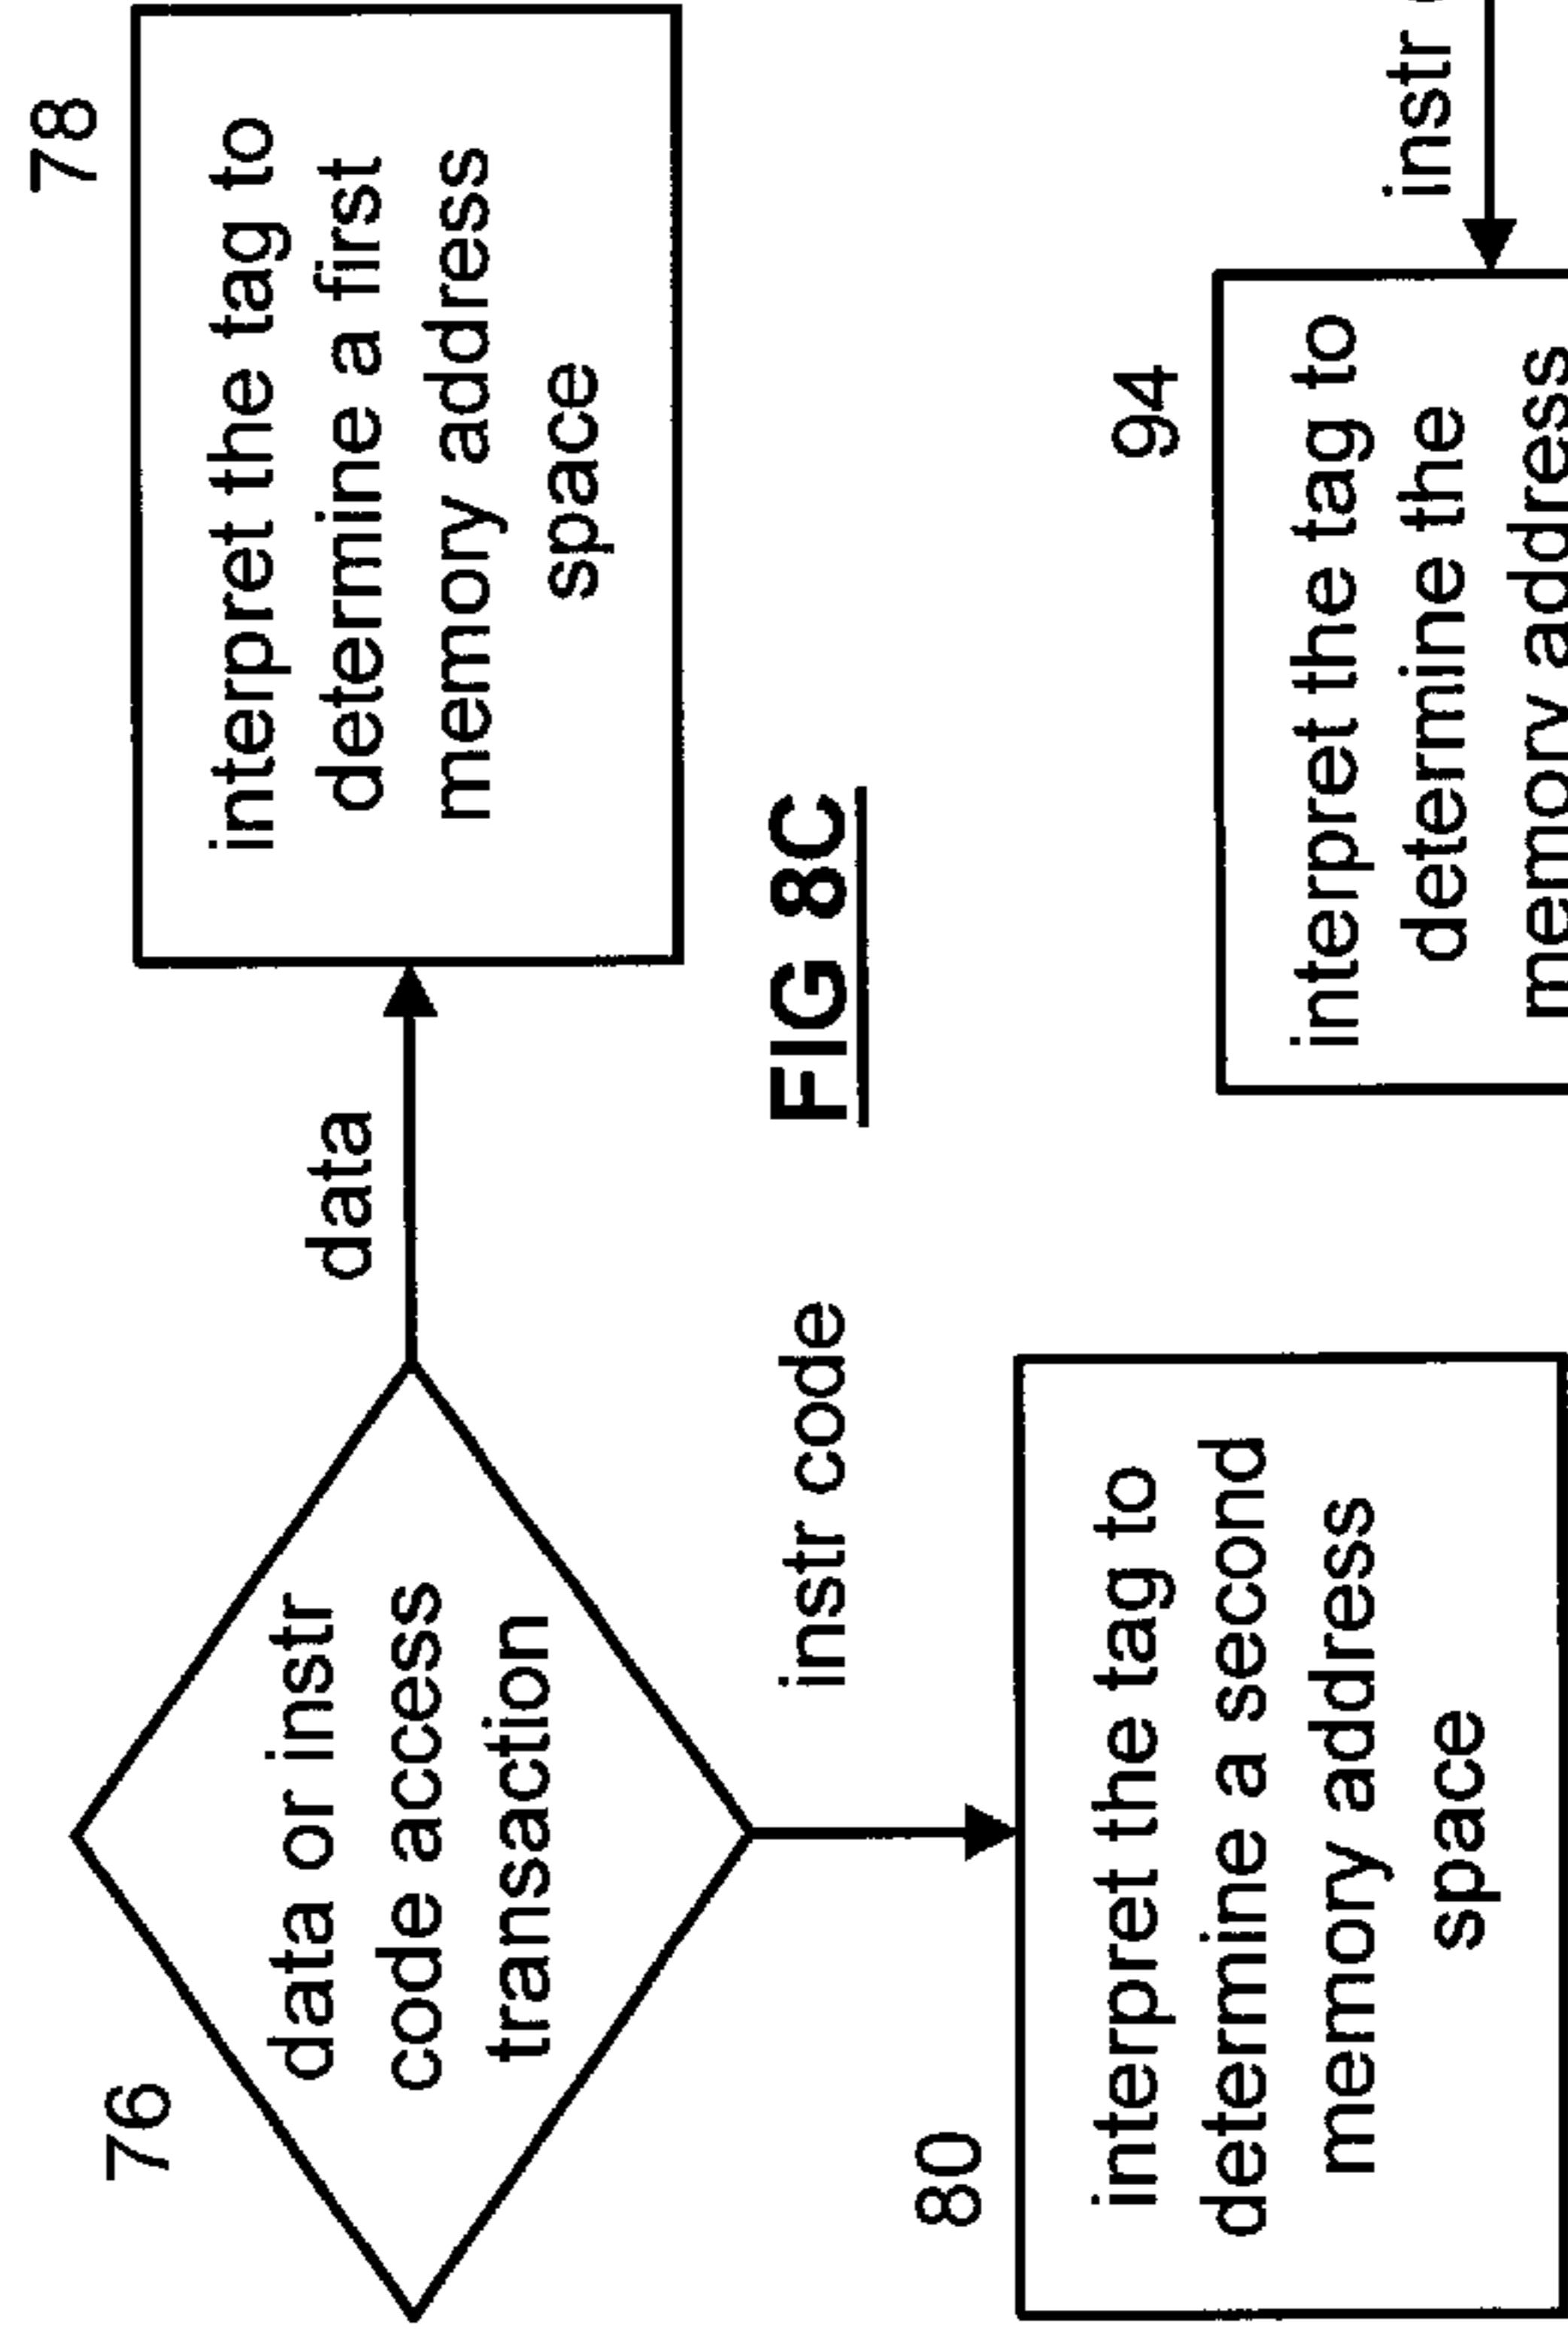 76
data or instr
code access
transaction
data
78
interpret the tag to
determine a first
memory address
space
instr code
FIG 8C
80
interpret the tag to
determine a second
memory address
space
instr
94
interpret the tag to
determine the
memory address